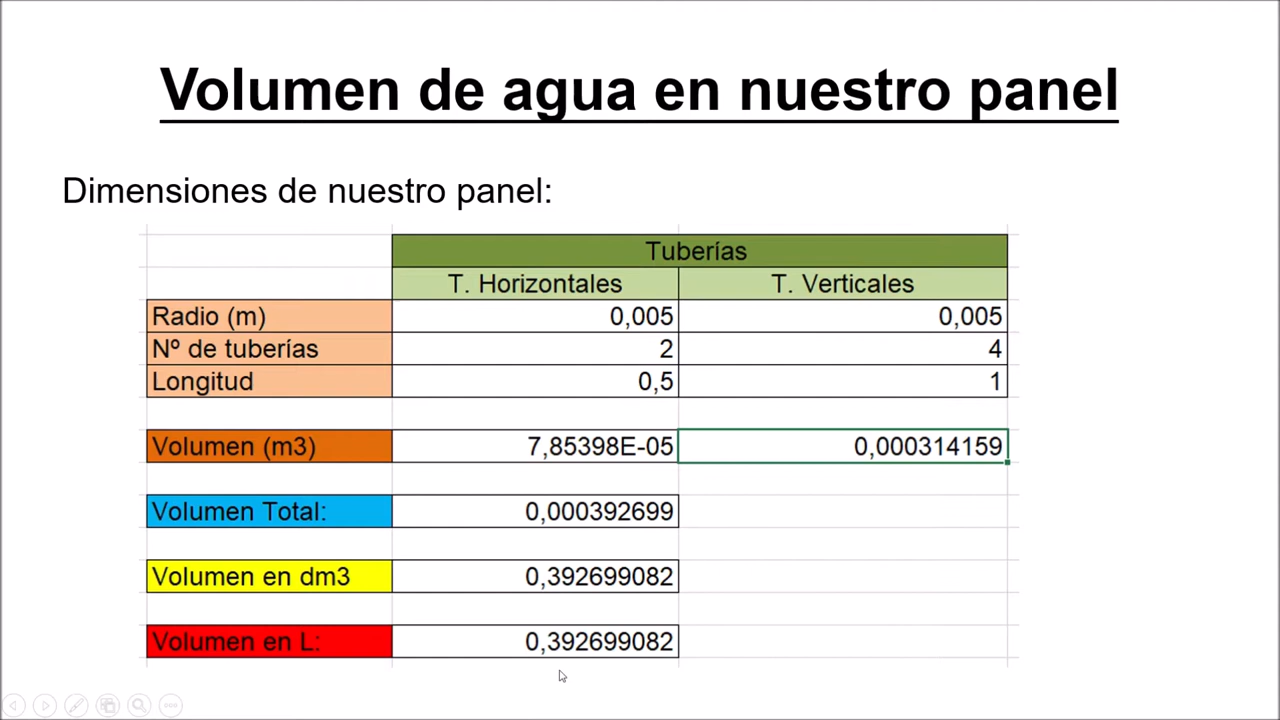 Volumen de agua en nuestro panel
Dimensiones de nuestro panel:
Tuberías
T. Horizontales T. Verticales
Radio (m) 0,005 0,005
Nº de tuberías 2 4
Longitud 0,5 1
Volumen (m3) 7,85398E-05 0,000314159
Volumen Total: 0,000392699
Volumen en dm3 0,392699082
Volumen en L: 0,392699082